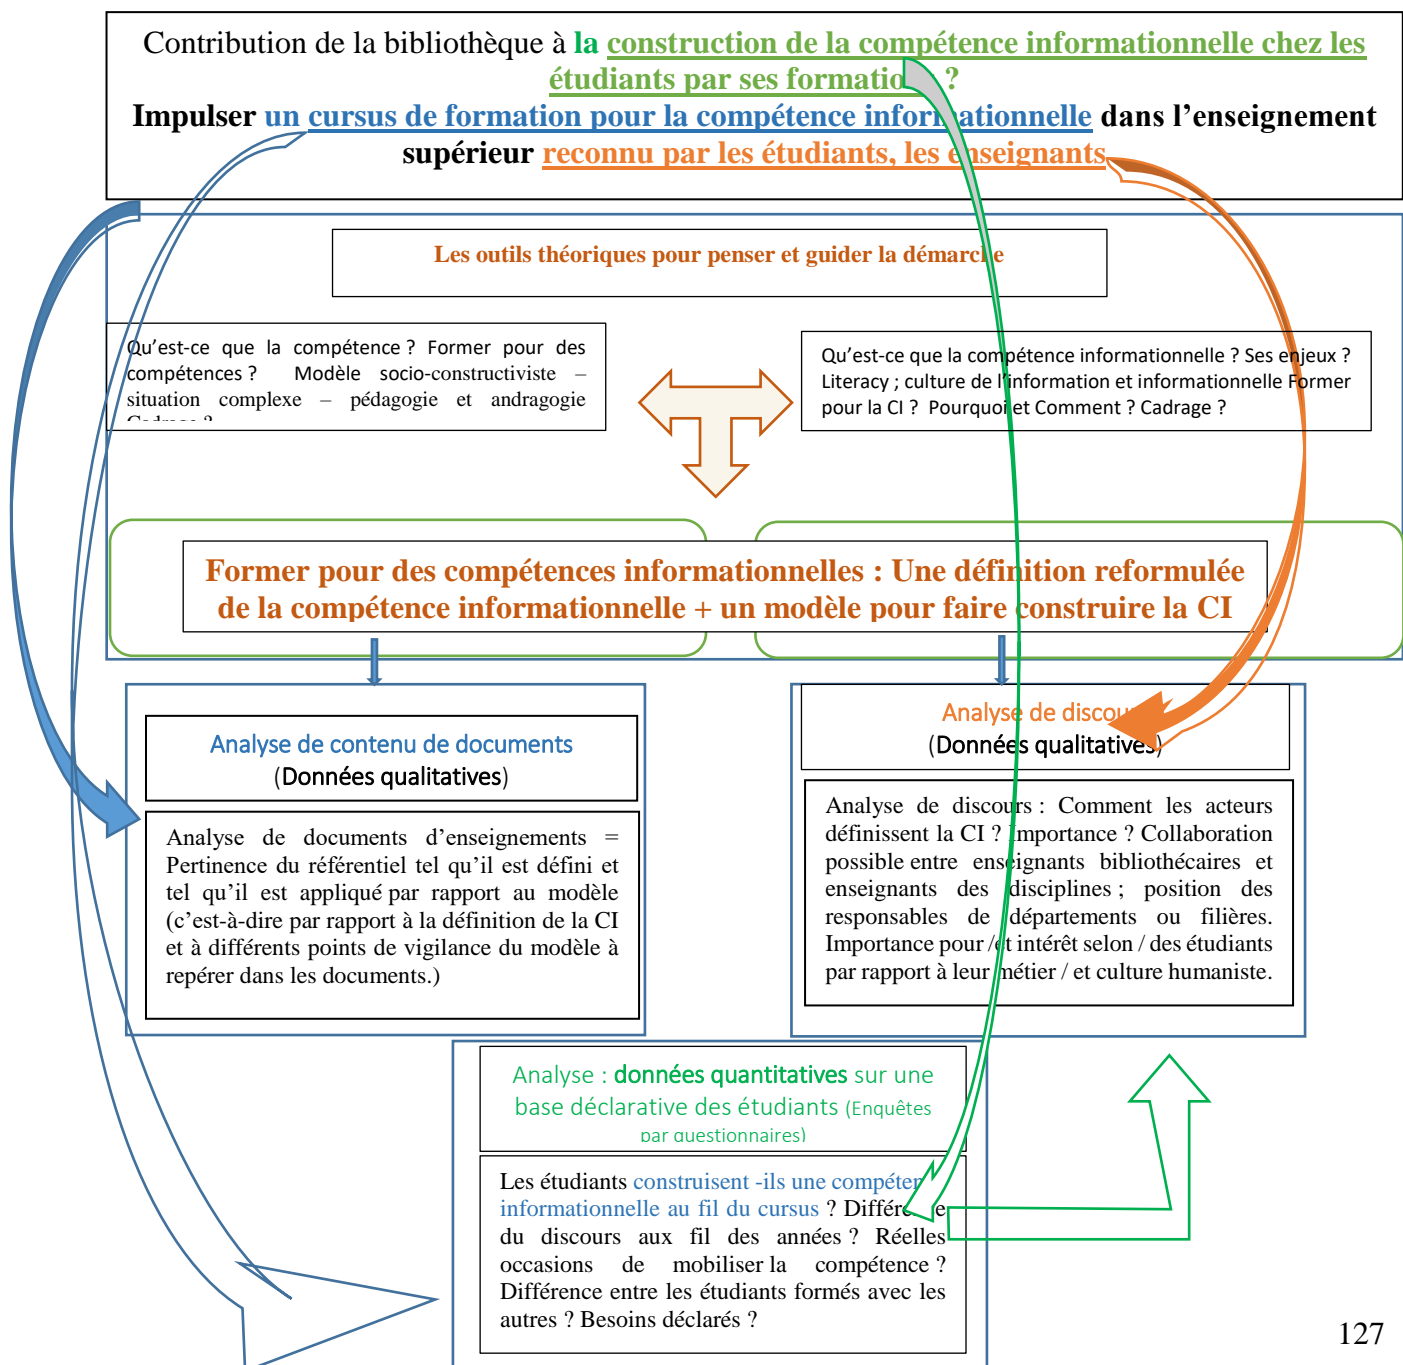 Contribution de la bibliothèque à la construction de la compétence informationnelle chez les
étudiants par ses formations ?
Impulser un cursus de formation pour la compétence informationnelle dans l’enseignement
supérieur reconnu par les étudiants, les enseignants
Les outils théoriques pour penser et guider la démarche
Qu’est-ce que la compétence ? Former pour des
compétences ? Modèle socio-constructiviste –
situation complexe – pédagogie et andragogie
Cadrage ?
Qu’est-ce que la compétence informationnelle ? Ses enjeux ?
Literacy ; culture de l’information et informationnelle Former
pour la CI ? Pourquoi et Comment ? Cadrage ?
Former pour des compétences informationnelles : Une définition reformulée
de la compétence informationnelle + un modèle pour faire construire la CI
Analyse de contenu de documents
(Données qualitatives)
Analyse de documents d’enseignements =
Pertinence du référentiel tel qu’il est défini et
tel qu’il est appliqué par rapport au modèle
(c’est-à-dire par rapport à la définition de la CI
et à différents points de vigilance du modèle à
repérer dans les documents.)
Analyse de discours
(Données qualitatives)
Analyse de discours : Comment les acteurs
définissent la CI ? Importance ? Collaboration
possible entre enseignants bibliothécaires et
enseignants des disciplines ; position des
responsables de départements ou filières.
Importance pour /et intérêt selon / des étudiants
par rapport à leur métier / et culture humaniste.
Analyse : données quantitatives sur une
base déclarative des étudiants (Enquêtes
par questionnaires)
Les étudiants construisent -ils une compétence
informationnelle au fil du cursus ? Différence
du discours aux fil des années ? Réelles
occasions de mobiliser la compétence ?
Différence entre les étudiants formés avec les
autres ? Besoins déclarés ?
127